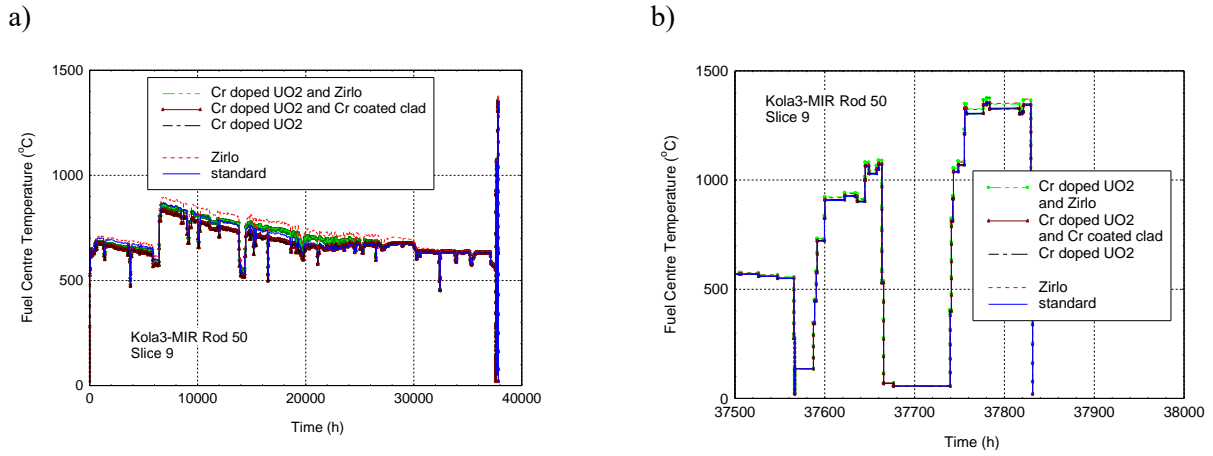 a)
1500
1000
500
0
Fuel Centre Temperature (°C)
Cr doped UO2 and Zirlo
Cr doped UO2 and Cr coated clad
Cr doped UO2
Zirlo
standard
Kola3-MIR Rod 50
Slice 9
0
10000
20000
30000
40000
Time (h)
b)
1500
1000
500
0
Fuel Centre Temperature (°C)
Kola3-MIR Rod 50
Slice 9
Cr doped UO2
and Zirlo
Cr doped UO2
and Cr coated clad
Cr doped UO2
Zirlo
standard
37500
37600
37700
37800
37900
38000
Time (h)